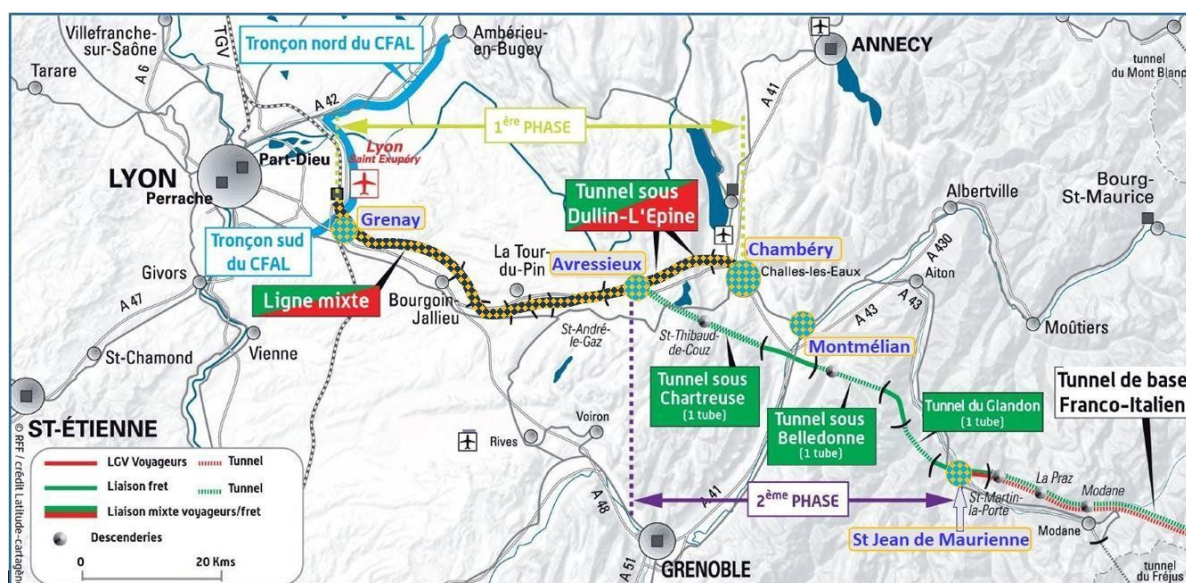 Villefranche-
sur-Saône
TGV
A 6
Tarare
Tronçon nord du CFAL
Ambérieu-
en-Bugey
A 42
ANNECY
tunnel
du Mont Blanc
A 41
1ère PHASE
Lyon
Saint Exupéry
Part-Dieu
LYON
Perrache
Grenay
Tunnel sous
Dullin-L'Epine
Albertville
Bourg-
St-Maurice
Tronçon sud
du CFAL
La Tour-
du-Pin
Avressieux
Chambéry
Challes-les-Eaux
A 430
Aiton
Givors
A 47
Ligne mixte
Bourgoin-
Jallieu
A 43
A 43
Moûtiers
St-André-
le-Gaz
St-Thibaud-
de-Couz
Montmélian
St-Chamond
Vienne
Tunnel sous
Chartreuse
(1 tube)
Tunnel sous
Belledonne
(1 tube)
Tunnel du Glandon
(1 tube)
Tunnel de base
Franco-Italien
ST-ÉTIENNE
Voiron
Rives
La Praz
Modane
St-Martin-
la-Porte
A 48
A 41
2ème PHASE
St Jean de Maurienne
Modane
A 51
GRENOBLE
tunnel
du Fréjus
© RFF / crédit Latitude-cartagène
LGV Voyageurs
Tunnel
Liaison fret
Tunnel
Liaison mixte voyageurs/fret
Descenderies
0 20 Kms